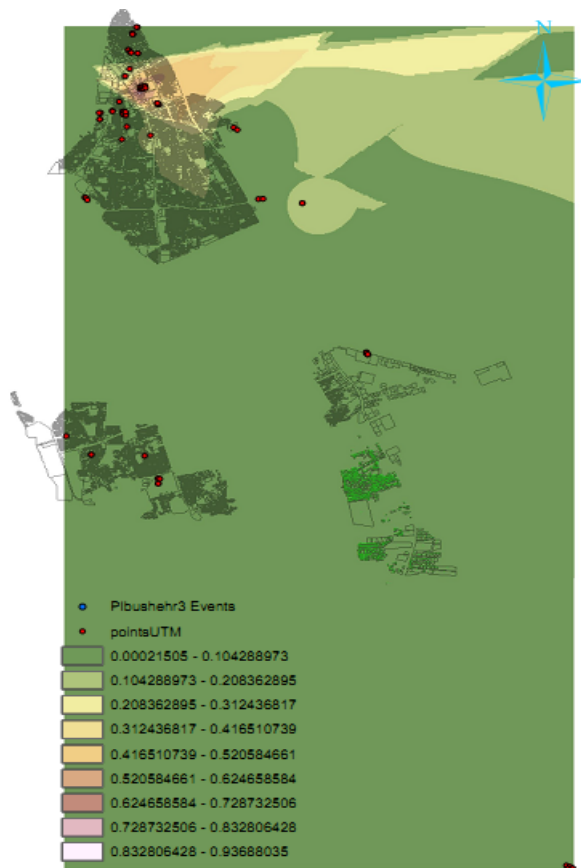 N
Plbushehr3 Events
pointsUTM
0.00021505 - 0.104288973
0.104288973 - 0.208362895
0.208362895 - 0.312436817
0.312436817 - 0.416510739
0.416510739 - 0.520584661
0.520584661 - 0.624658584
0.624658584 - 0.728732506
0.728732506 - 0.832806428
0.832806428 - 0.93688035